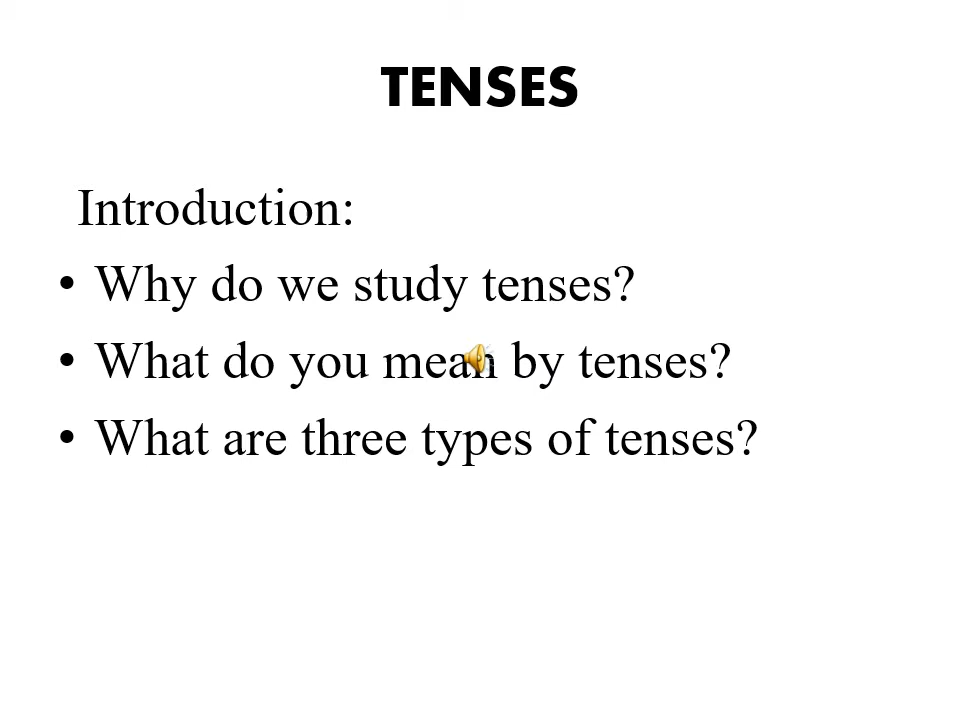 TENSES
Introduction:
• Why do we study tenses?
• What do you mean by tenses?
• What are three types of tenses?